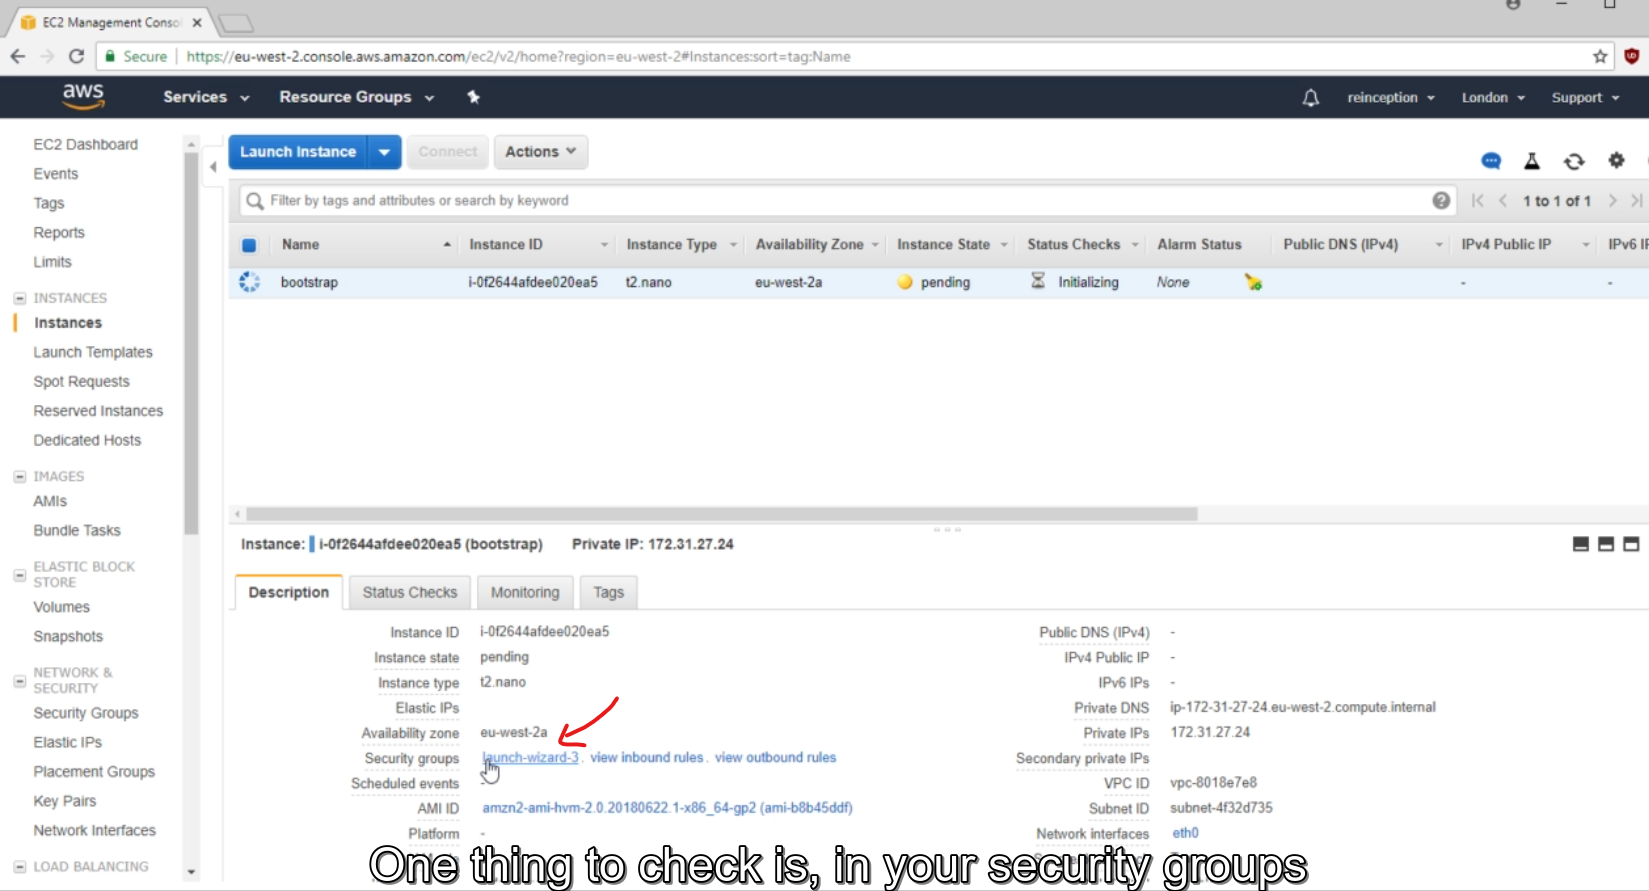 EC2 Management Conso
Secure https://eu-west-2.console.aws.amazon.com/ec2/v2/home?region=eu-west-2#Instances:sort=tag:Name
aws Services Resource Groups reinception London Support
EC2 Dashboard
Events
Tags
Reports
Limits
INSTANCES
Instances
Launch Templates
Spot Requests
Reserved Instances
Dedicated Hosts
IMAGES
AMIs
Bundle Tasks
ELASTIC BLOCK
STORE
Volumes
Snapshots
NETWORK &
SECURITY
Security Groups
Elastic IPs
Placement Groups
Key Pairs
Network Interfaces
LOAD BALANCING
Launch Instance Connect Actions
Filter by tags and attributes or search by keyword 1 to 1 of 1
Name Instance ID Instance Type Availability Zone Instance State Status Checks Alarm Status Public DNS (IPv4) IPv4 Public IP IPv6 
bootstrap i-0f2644afdee020ea5 t2.nano eu-west-2a pending Initializing None - -
Instance: i-0f2644afdee020ea5 (bootstrap) Private IP: 172.31.27.24
Description Status Checks Monitoring Tags
Instance ID i-0f2644afdee020ea5
Instance state pending
Instance type t2.nano
Elastic IPs
Availability zone eu-west-2a
Security groups launch-wizard-3. view inbound rules. view outbound rules
Scheduled events -
AMI ID amzn2-ami-hvm-2.0.20180622.1-x86_64-gp2 (ami-b8b45ddf)
Platform -
Public DNS (IPv4) -
IPv4 Public IP -
IPv6 IPs -
Private DNS ip-172-31-27-24.eu-west-2.compute.internal
Private IPs 172.31.27.24
Secondary private IPs
VPC ID vpc-8018e7e8
Subnet ID subnet-4f32d735
Network interfaces eth0
One thing to check is, in your security groups